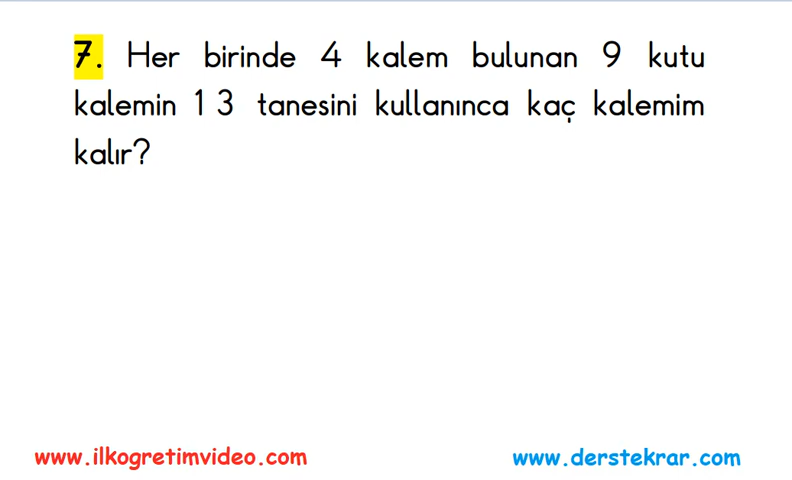 7. Her birinde 4 kalem bulunan 9 kutu
kalemin 13 tanesini kullanınca kaç kalemim
kalır?
www.ilkogretimvideo.com
www.derstekrar.com